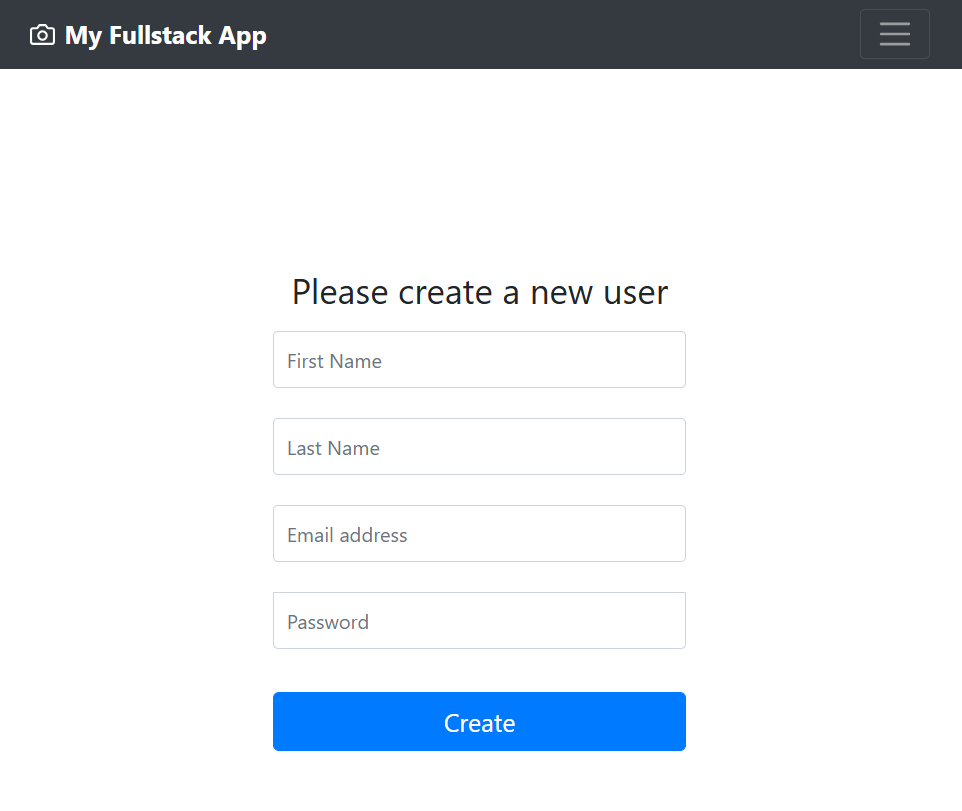 My Fullstack App
Please create a new user
First Name
Last Name
Email address
Password
Create